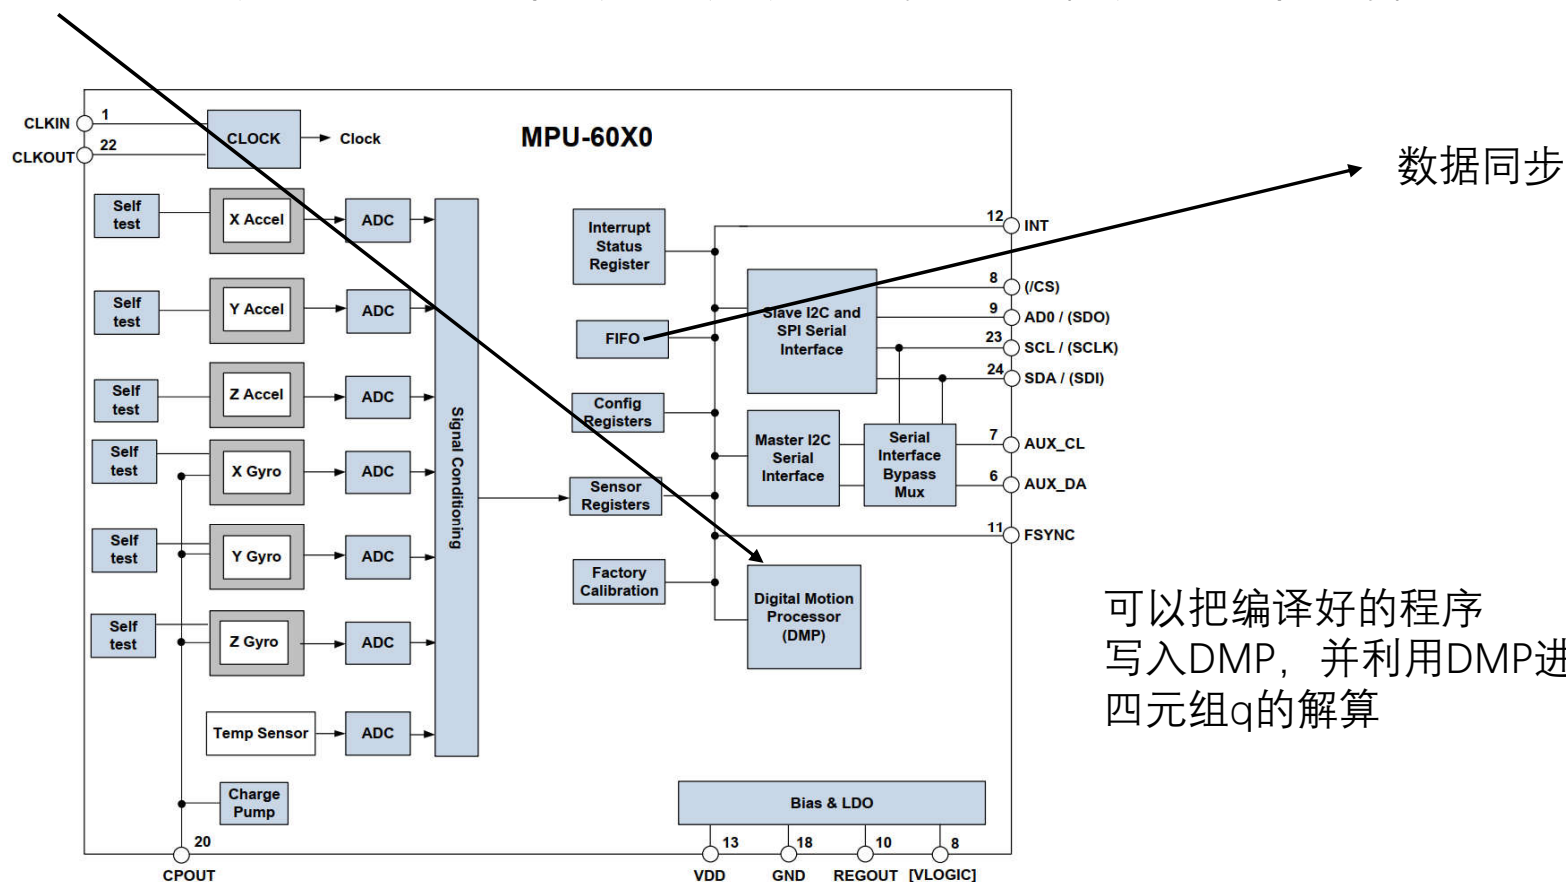 MPU-60X0
CLKIN
1
CLKOUT
22
CLOCK
Clock
数据同步
Self
test
X Accel
ADC
Self
test
Y Accel
ADC
Self
test
Z Accel
ADC
Self
test
X Gyro
ADC
Self
test
Y Gyro
ADC
Self
test
Z Gyro
ADC
Temp Sensor
ADC
Signal Conditioning
Charge
Pump
20
CPOUT
Interrupt
Status
Register
FIFO
Config
Registers
Sensor
Registers
Factory
Calibration
Slave I2C and
SPI Serial
Interface
Master I2C
Serial
Interface
Serial
Interface
Bypass
Mux
Digital Motion
Processor
(DMP)
12
INT
8
(/CS)
9
AD0 / (SDO)
23
SCL / (SCLK)
24
SDA / (SDI)
7
AUX_CL
6
AUX_DA
11
FSYNC
可以把编译好的程序
写入DMP，并利用DMP进
四元组q的解算
Bias & LDO
13
18
10
8
VDD
GND
REGOUT
[VLOGIC]